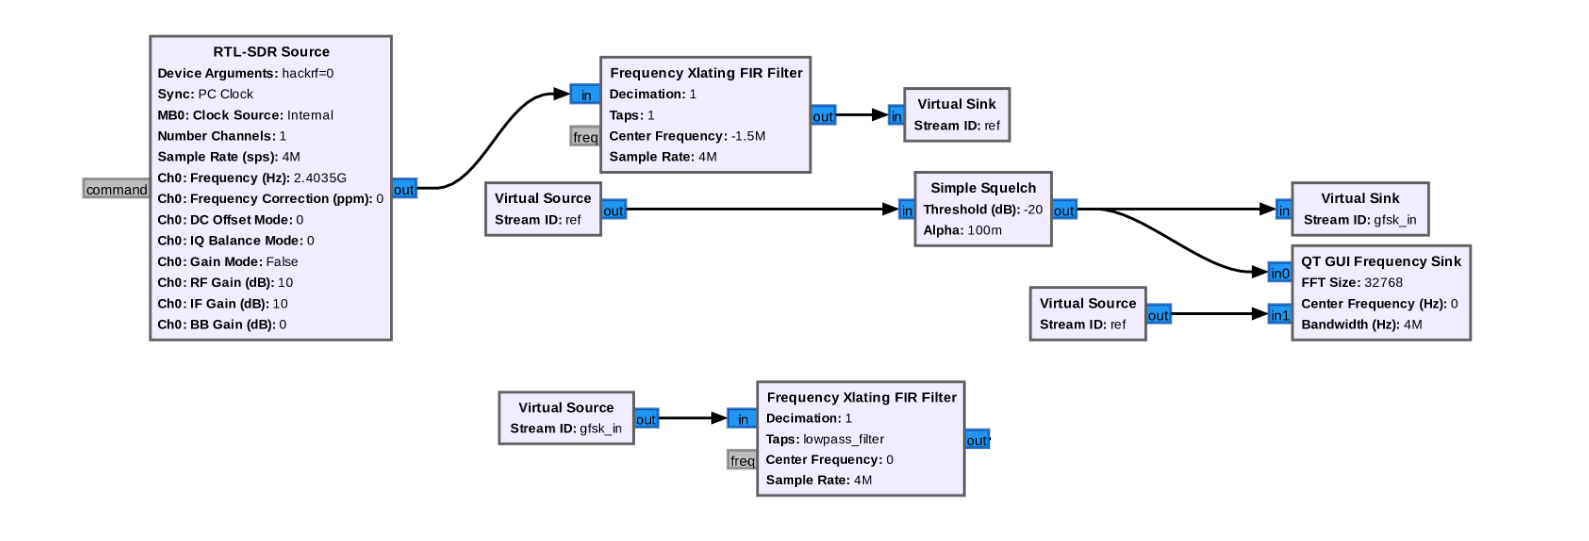 RTL-SDR Source
Device Arguments: hackrf=0
Sync: PC Clock
MB0: Clock Source: Internal
Number Channels: 1
Sample Rate (sps): 4M
Ch0: Frequency (Hz): 2.4035G
Ch0: Frequency Correction (ppm): 0
Ch0: DC Offset Mode: 0
Ch0: IQ Balance Mode: 0
Ch0: Gain Mode: False
Ch0: RF Gain (dB): 10
Ch0: IF Gain (dB): 10
Ch0: BB Gain (dB): 0
command
out
Frequency Xlating FIR Filter
Decimation: 1
Taps: 1
Center Frequency: -1.5M
Sample Rate: 4M
in
freq
out
in
Virtual Sink
Stream ID: ref
Virtual Source
Stream ID: ref
out
in
Simple Squelch
Threshold (dB): -20
Alpha: 100m
out
in
Virtual Sink
Stream ID: gfsk_in
in0
in1
QT GUI Frequency Sink
FFT Size: 32768
Center Frequency (Hz): 0
Bandwidth (Hz): 4M
Virtual Source
Stream ID: ref
out
Virtual Source
Stream ID: gfsk_in
out
in
freq
Frequency Xlating FIR Filter
Decimation: 1
Taps: lowpass_filter
Center Frequency: 0
Sample Rate: 4M
out